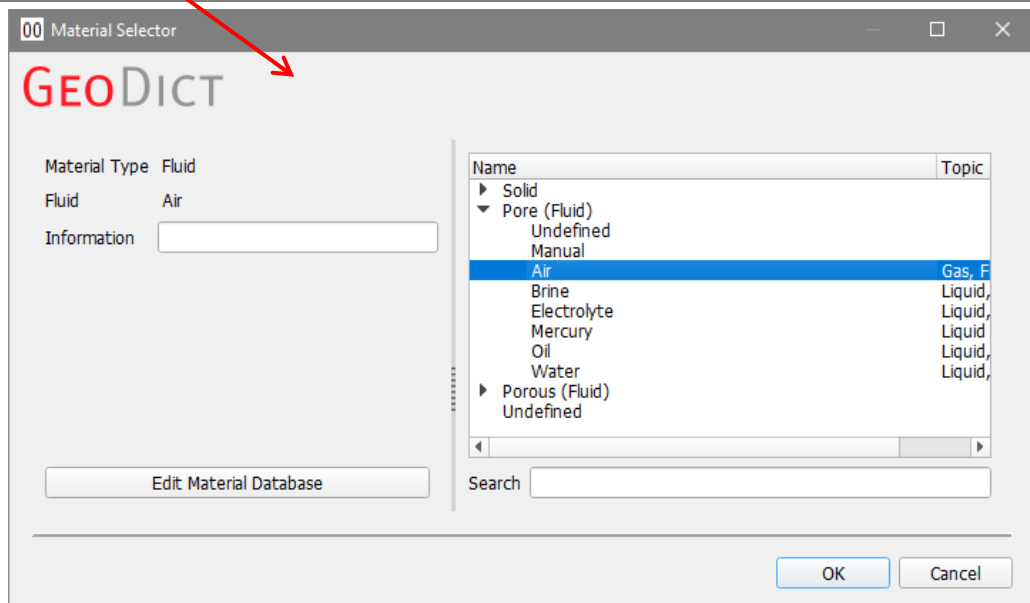 00 Material Selector
GEODICT
Material Type Fluid
Fluid Air
Information
Name Topic
Solid
Pore (Fluid)
Undefined
Manual
Air Gas, F
Brine Liquid,
Electrolyte Liquid,
Mercury Liquid
Oil Liquid,
Water Liquid,
Porous (Fluid)
Undefined
Edit Material Database
Search
OK Cancel